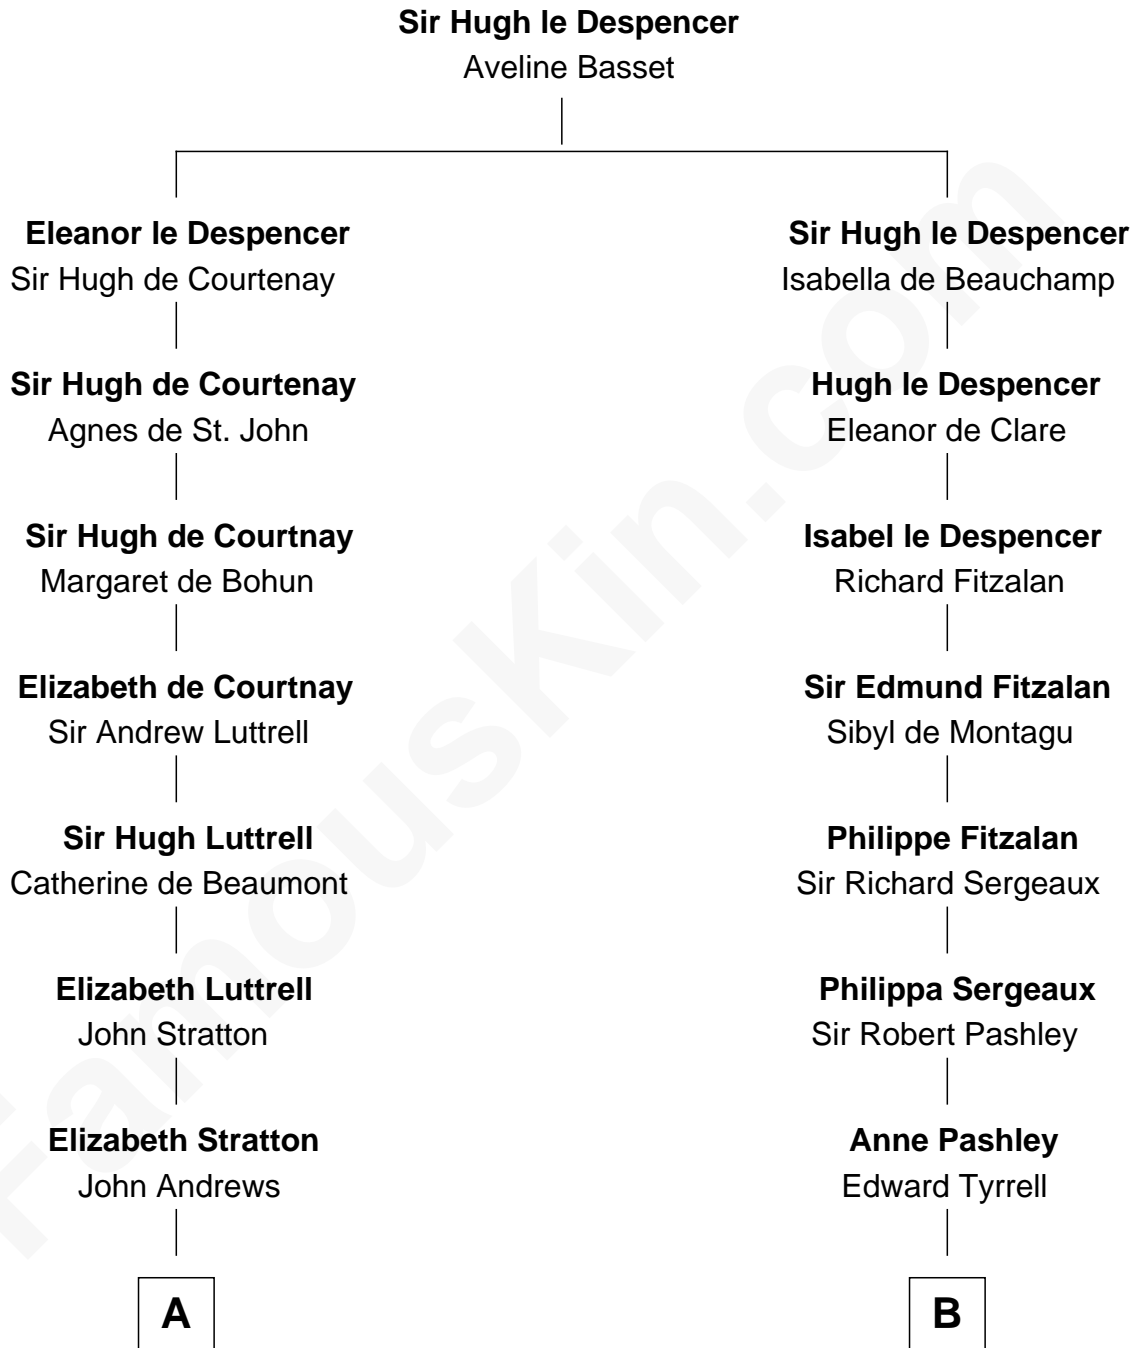 Sir Hugh le Despencer
Aveline Basset
Eleanor le Despencer
Sir Hugh de Courtenay
Sir Hugh de Courtenay
Agnes de St. John
Sir Hugh de Courtnay
Margaret de Bohun
Elizabeth de Courtnay
Sir Andrew Luttrell
Sir Hugh Luttrell
Catherine de Beaumont
Elizabeth Luttrell
John Stratton
Elizabeth Stratton
John Andrews
A
Sir Hugh le Despencer
Isabella de Beauchamp
Hugh le Despencer
Eleanor de Clare
Isabel le Despencer
Richard Fitzalan
Sir Edmund Fitzalan
Sibyl de Montagu
Philippe Fitzalan
Sir Richard Sergeaux
Philippa Sergeaux
Sir Robert Pashley
Anne Pashley
Edward Tyrrell
B
FamousKin.com